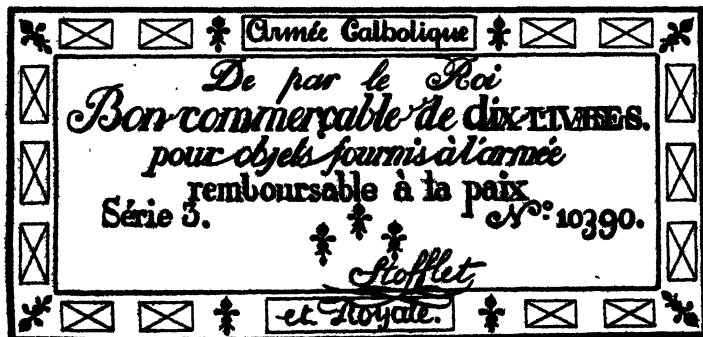 Armée Catholique
De par le Roi
Bon commerçable de dix LIVRES.
pour objets fournis à l'armée
remboursable à la paix
Série 3. N.º 10390.
Stofflet
et Royale.